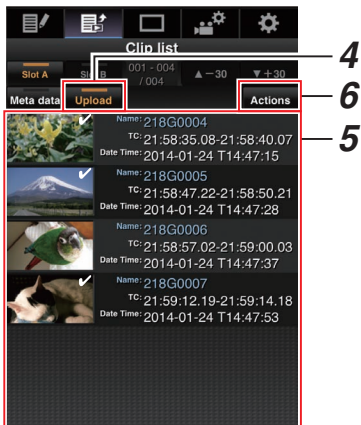 Clip list
4
Slot A Slot B 001 - 004 / 004 ▲-30 ▼+30
6
Meta data Upload Actions
5
Name: 218G0004
TC: 21:58:35.08-21:58:40.07
Date Time: 2014-01-24 T14:47:15
Name: 218G0005
TC: 21:58:47.22-21:58:50.21
Date Time: 2014-01-24 T14:47:28
Name: 218G0006
TC: 21:58:57.02-21:59:00.03
Date Time: 2014-01-24 T14:47:37
Name: 218G0007
TC: 21:59:12.19-21:59:14.18
Date Time: 2014-01-24 T14:47:53